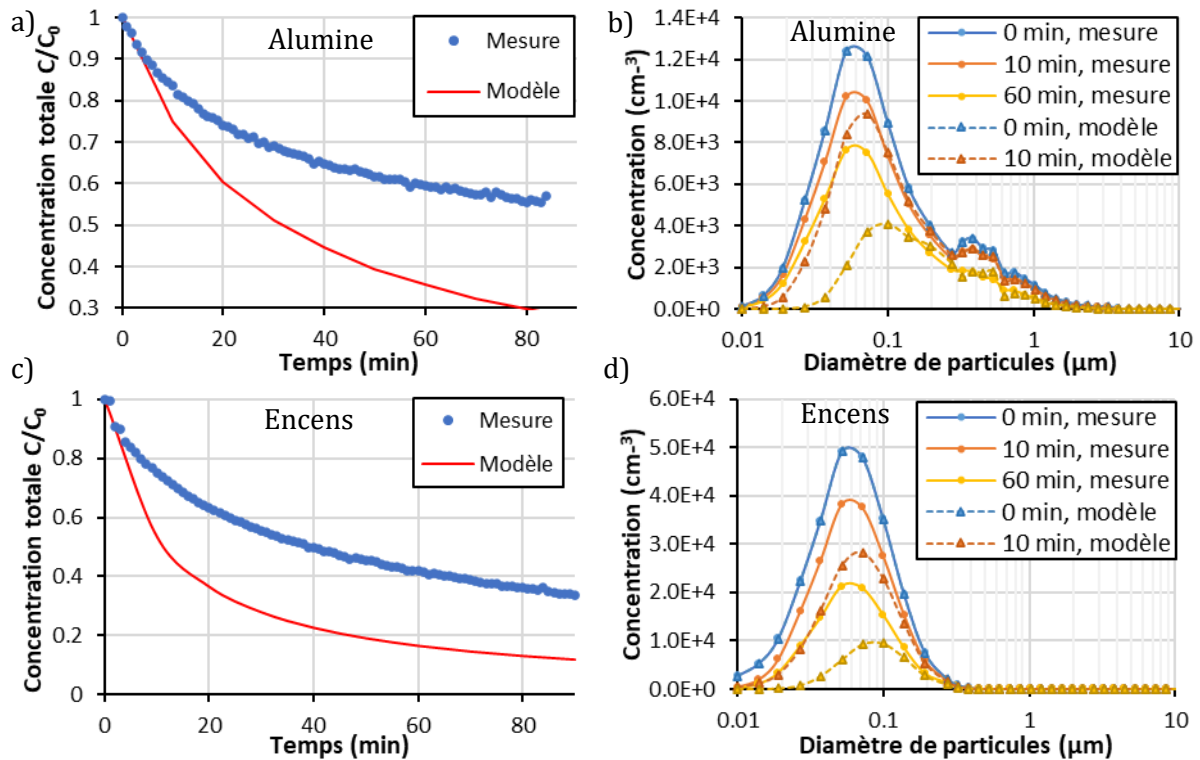 a)
Alumine
Mesure
Modèle
Concentration totale C/C₀
1
0.9
0.8
0.7
0.6
0.5
0.4
0.3
0
20
40
60
80
Temps (min)
b)
Alumine
0 min, mesure
10 min, mesure
60 min, mesure
0 min, modèle
10 min, modèle
Concentration (cm-³)
1.4E+4
1.2E+4
1.0E+4
8.0E+3
6.0E+3
4.0E+3
2.0E+3
0.0E+0
0.01
0.1
1
10
Diamètre de particules (µm)
c)
Encens
Mesure
Modèle
Concentration totale C/C₀
1
0.8
0.6
0.4
0.2
0
0
20
40
60
80
Temps (min)
d)
Encens
0 min, mesure
10 min, mesure
60 min, mesure
0 min, modèle
10 min, modèle
Concentration (cm-³)
6.0E+4
5.0E+4
4.0E+4
3.0E+4
2.0E+4
1.0E+4
0.0E+0
0.01
0.1
1
10
Diamètre de particules (µm)